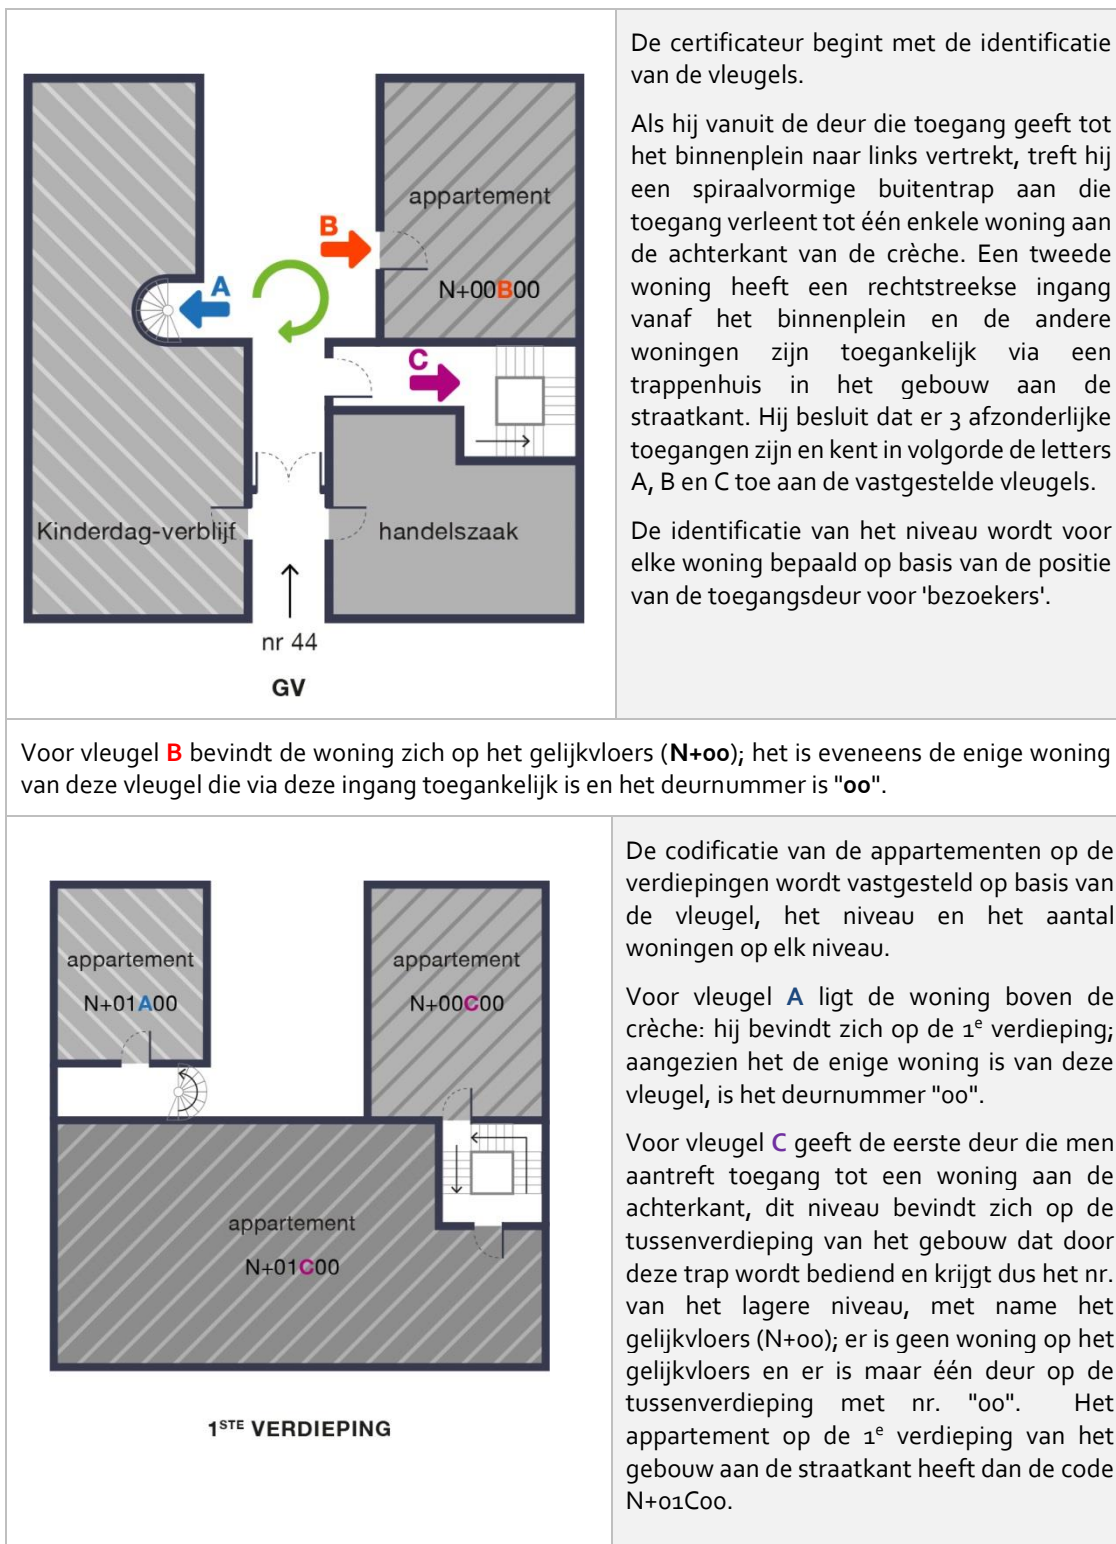 De certificateur begint met de identificatie
van de vleugels.
Als hij vanuit de deur die toegang geeft tot
het binnenplein naar links vertrekt, treft hij
een spiraalvormige buitentrap aan die
toegang verleent tot één enkele woning aan
de achterkant van de crèche. Een tweede
woning heeft een rechtstreekse ingang
vanaf het binnenplein en de andere
woningen zijn toegankelijk via een
trappenhuis in het gebouw aan de
straatkant. Hij besluit dat er 3 afzonderlijke
toegangen zijn en kent in volgorde de letters
A, B en C toe aan de vastgestelde vleugels.
De identificatie van het niveau wordt voor
elke woning bepaald op basis van de positie
van de toegangsdeur voor 'bezoekers'.
appartement
B
N+00B00
A
C
Kinderdag-verblijf
handelszaak
nr 44
GV
Voor vleugel B bevindt de woning zich op het gelijkvloers (N+00); het is eveneens de enige woning
van deze vleugel die via deze ingang toegankelijk is en het deurnummer is "00".
appartement
N+01A00
appartement
N+00C00
appartement
N+01C00
1STE VERDIEPING
De codificatie van de appartementen op de
verdiepingen wordt vastgesteld op basis van
de vleugel, het niveau en het aantal
woningen op elk niveau.
Voor vleugel A ligt de woning boven de
crèche: hij bevindt zich op de 1e verdieping;
aangezien het de enige woning is van deze
vleugel, is het deurnummer "00".
Voor vleugel C geeft de eerste deur die men
aantreft toegang tot een woning aan de
achterkant, dit niveau bevindt zich op de
tussenverdieping van het gebouw dat door
deze trap wordt bediend en krijgt dus het nr.
van het lagere niveau, met name het
gelijkvloers (N+00); er is geen woning op het
gelijkvloers en er is maar één deur op de
tussenverdieping met nr. "00". Het
appartement op de 1e verdieping van het
gebouw aan de straatkant heeft dan de code
N+01C00.